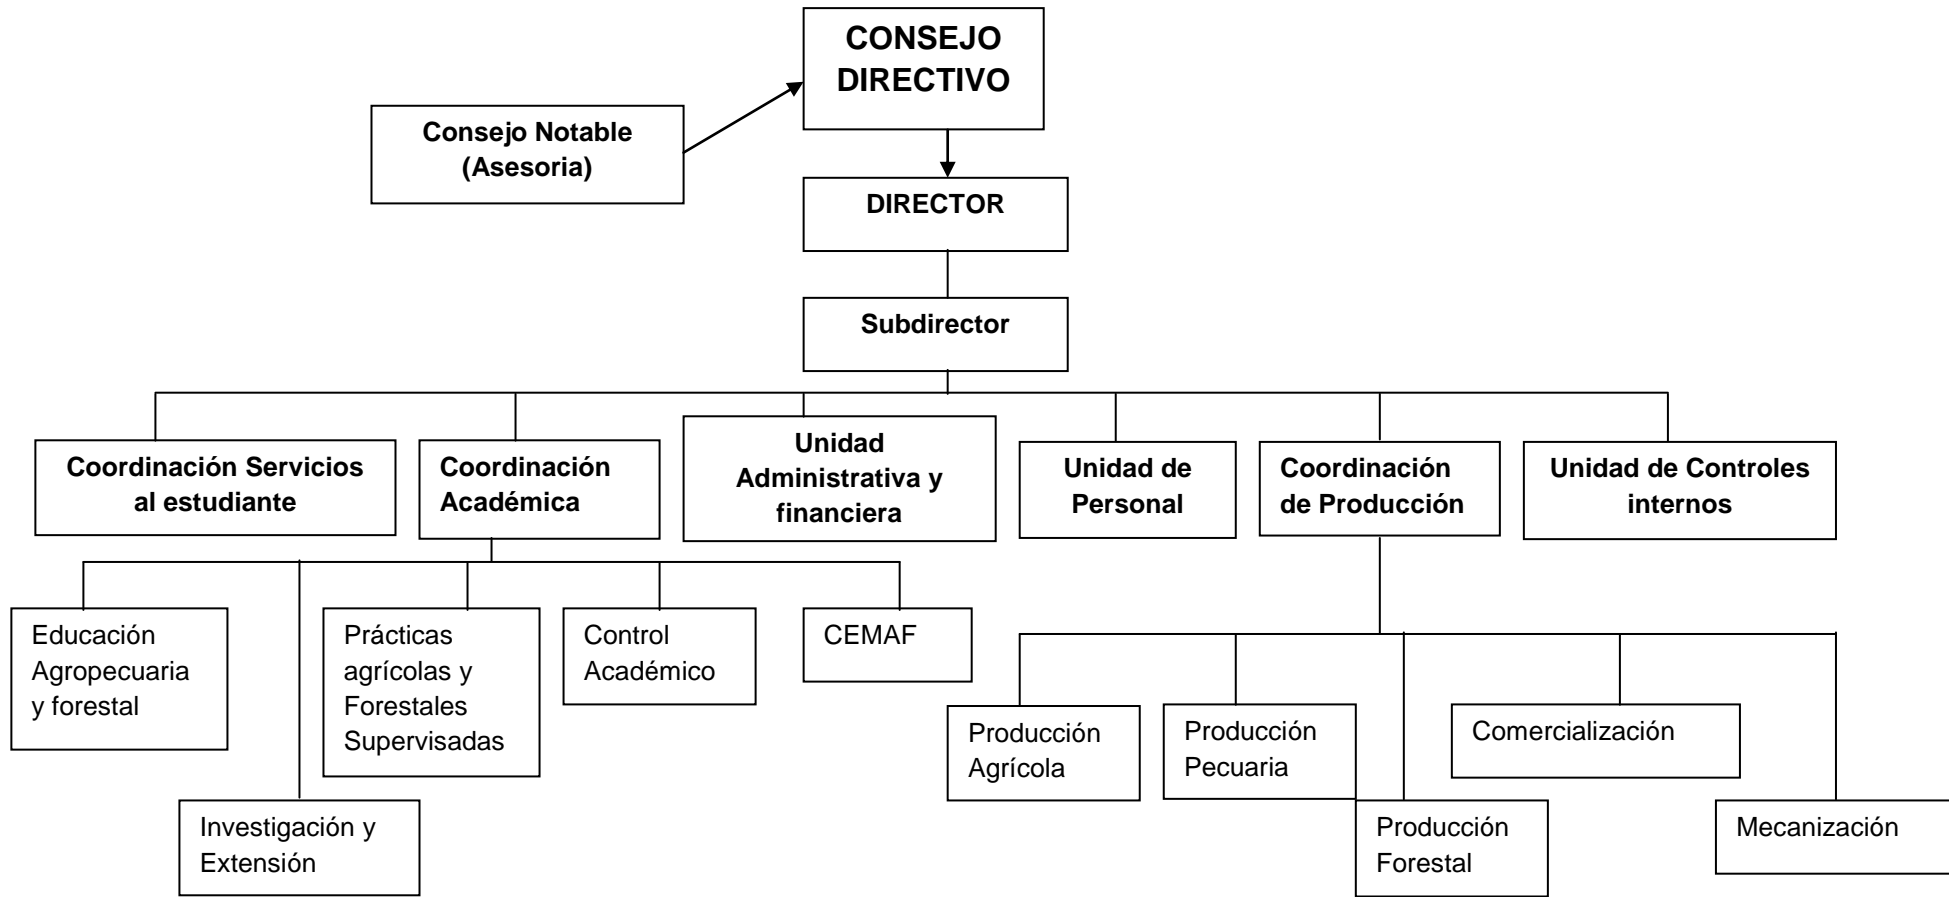 CONSEJO
DIRECTIVO
Consejo Notable
(Asesoria)
DIRECTOR
Subdirector
Coordinación Servicios
al estudiante
Coordinación
Académica
Unidad
Administrativa y
financiera
Unidad de
Personal
Coordinación
de Producción
Unidad de Controles
internos
Educación
Agropecuaria
y forestal
Prácticas
agrícolas y
Forestales
Supervisadas
Control
Académico
CEMAF
Investigación y
Extensión
Producción
Agrícola
Producción
Pecuaria
Producción
Forestal
Comercialización
Mecanización